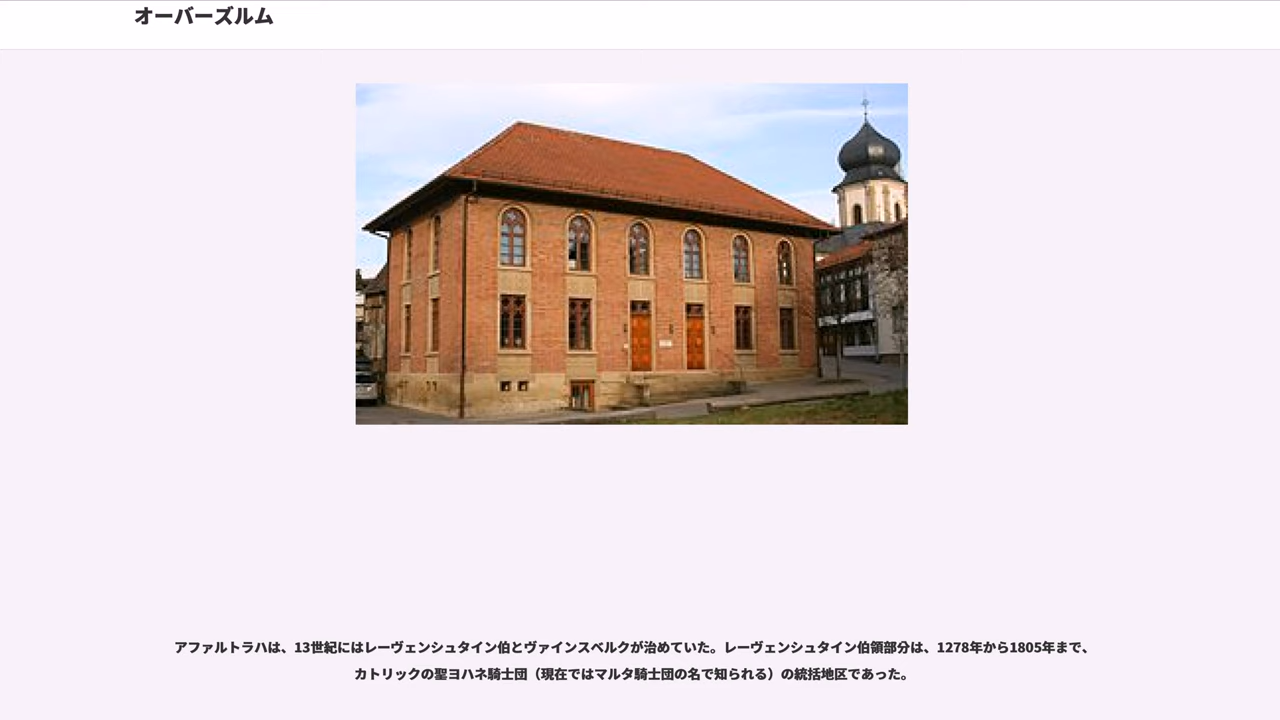 オーバーズルム
アファルトラハは、13世紀にはレーヴェンシュタイン伯とヴァインスベルクが治めていた。レーヴェンシュタイン伯領部分は、1278年から1805年まで、
カトリックの聖ヨハネ騎士団（現在ではマルタ騎士団の名で知られる）の統括地区であった。